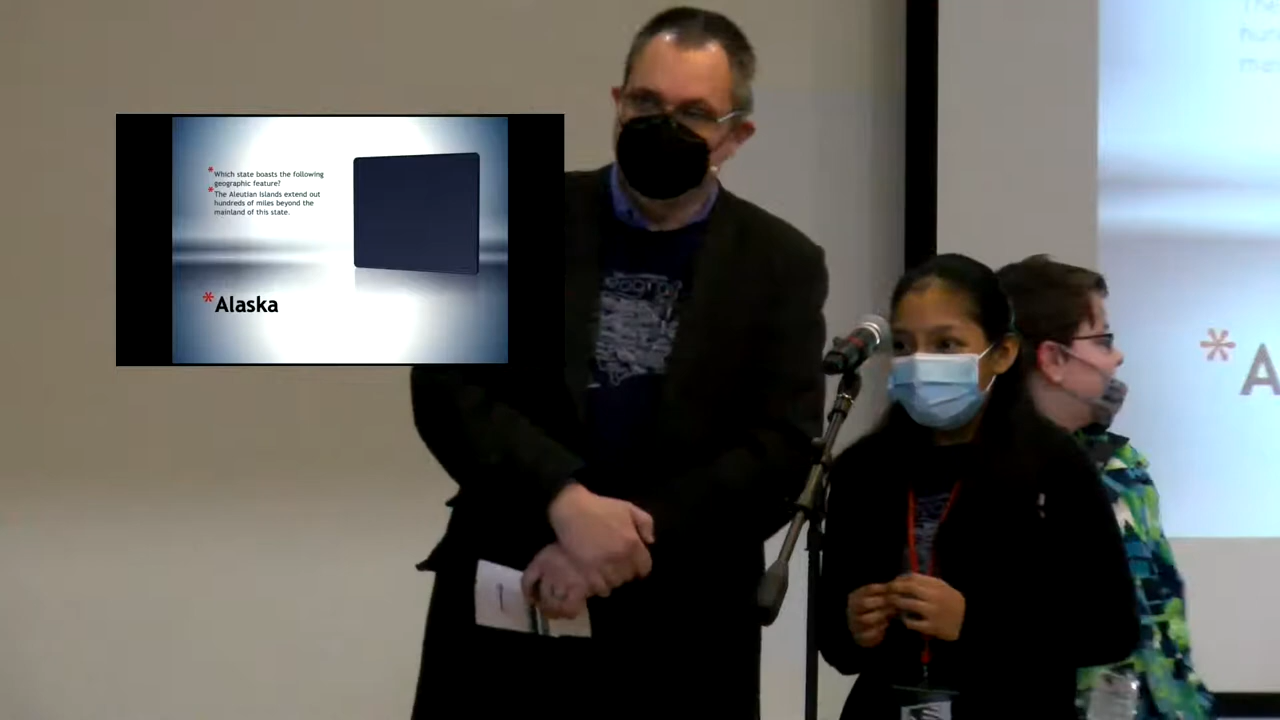 *Which state boasts the following
geographic feature?
*The Aleutian Islands extend out
hundreds of miles beyond the
mainland of this state.
*Alaska
* A